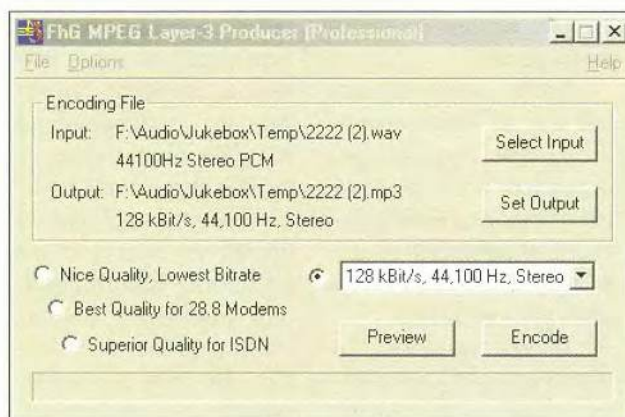 FhG MPEG Layer-3 Producer (Professional)
File Options Help
Encoding File
Input: F:\Audio\Jukebox\Temp\2222 (2).wav
44100Hz Stereo PCM
Select Input
Output: F:\Audio\Jukebox\Temp\2222 (2).mp3
128 kBit/s, 44,100 Hz, Stereo
Set Output
Nice Quality, Lowest Bitrate
128 kBit/s, 44,100 Hz, Stereo
Best Quality for 28.8 Modems
Superior Quality for ISDN
Preview
Encode